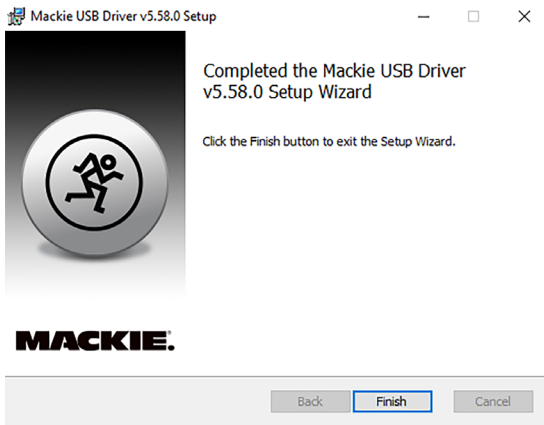 Mackie USB Driver v5.58.0 Setup
Completed the Mackie USB Driver
v5.58.0 Setup Wizard
Click the Finish button to exit the Setup Wizard.
MACKIE.
Back
Finish
Cancel